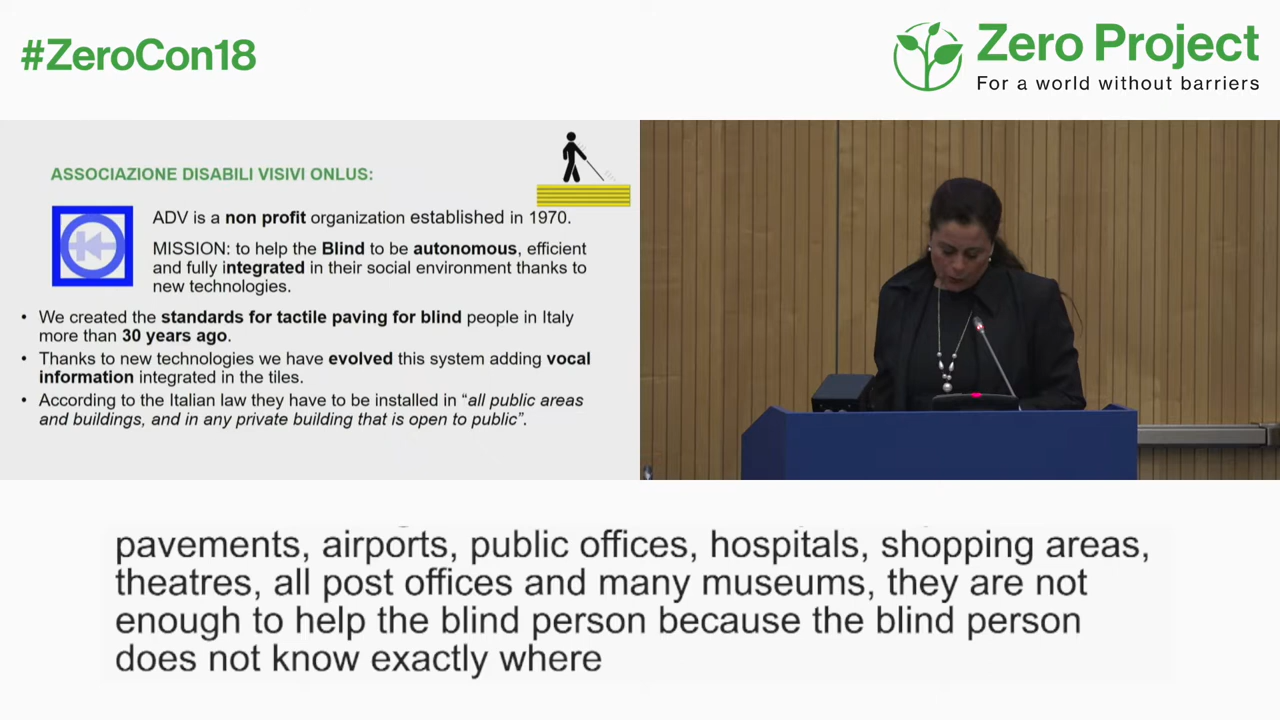 #ZeroCon18
Zero Project
For a world without barriers
ASSOCIAZIONE DISABILI VISIVI ONLUS:
ADV is a non profit organization established in 1970.
MISSION: to help the Blind to be autonomous, efficient
and fully integrated in their social environment thanks to
new technologies.
• We created the standards for tactile paving for blind people in Italy
more than 30 years ago.
• Thanks to new technologies we have evolved this system adding vocal
information integrated in the tiles.
• According to the Italian law they have to be installed in “all public areas
and buildings, and in any private building that is open to public”.
pavements, airports, public offices, hospitals, shopping areas,
theatres, all post offices and many museums, they are not
enough to help the blind person because the blind person
does not know exactly where